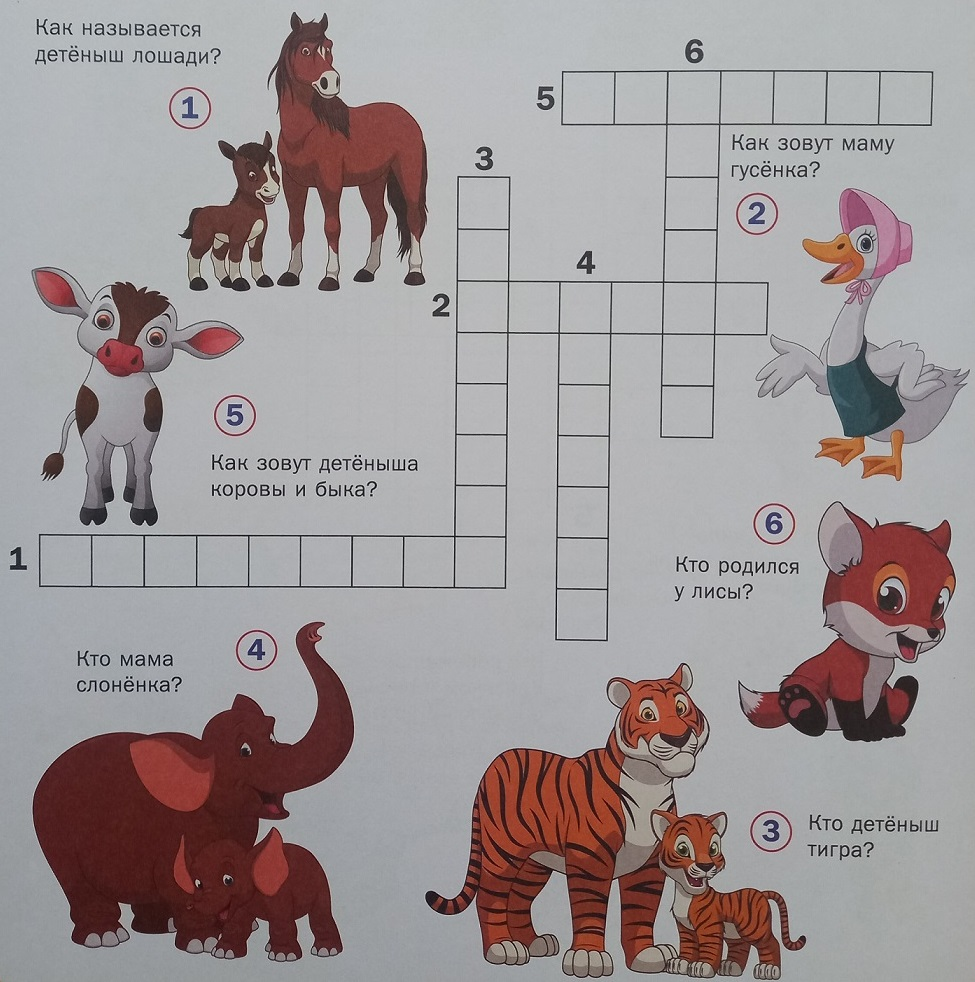 Как называется
детёныш лошади?
1
6
5
Как зовут маму
гусёнка?
2
3
4
2
5
Как зовут детёныша
коровы и быка?
6
Кто родился
у лисы?
1
Кто мама
слонёнка?
4
3
Кто детёныш
тигра?